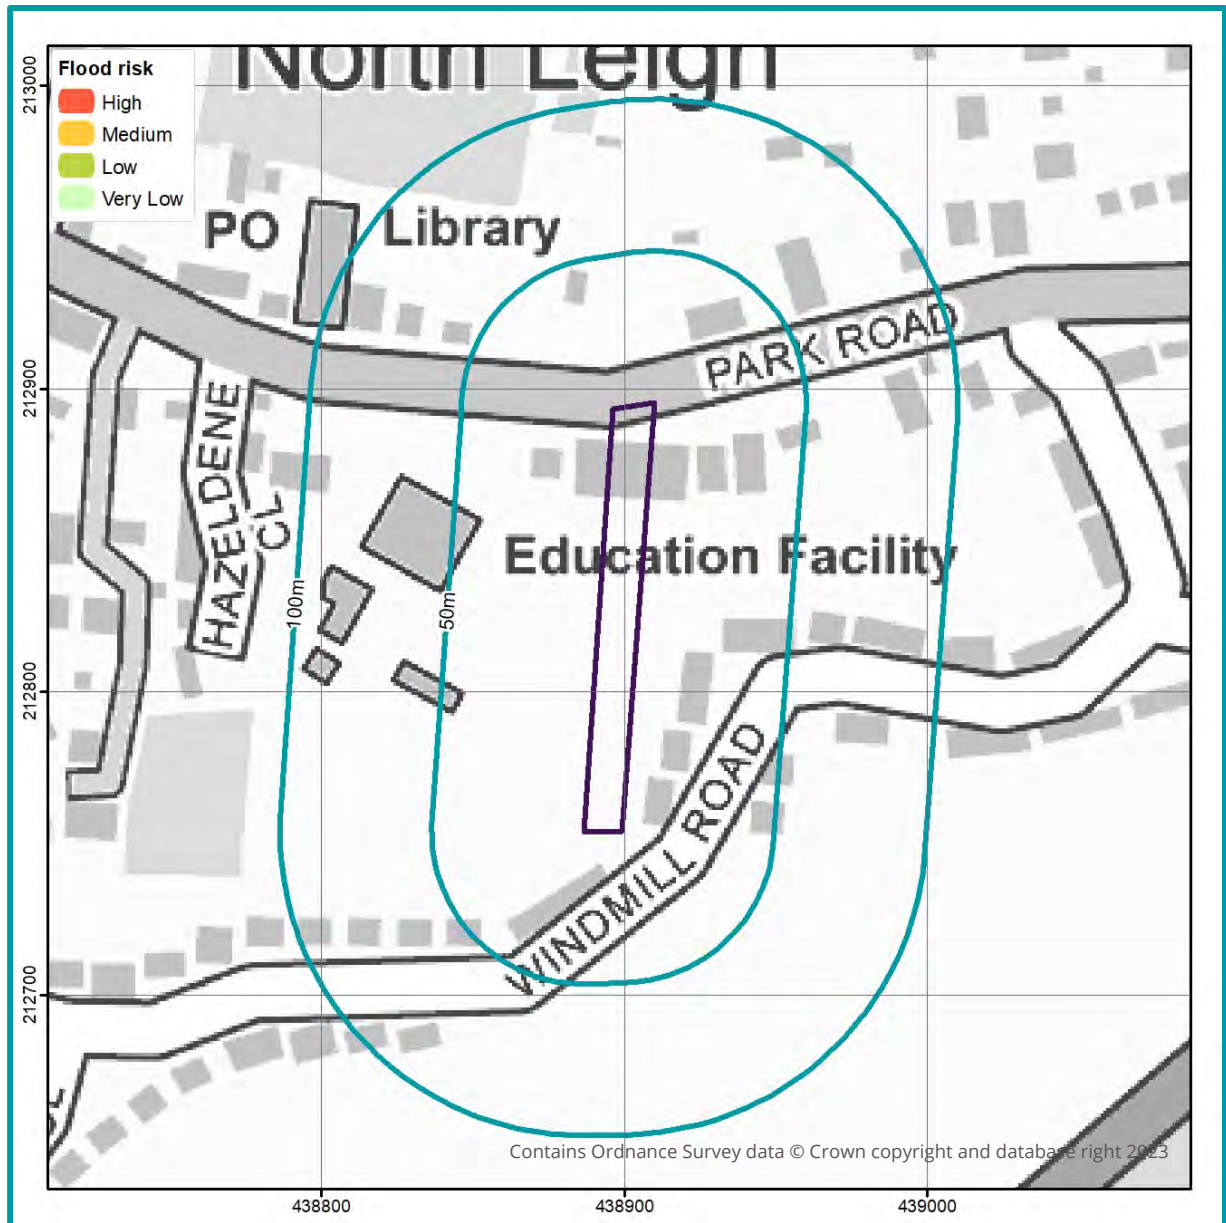 North Leigh
Flood risk
High
Medium
Low
Very Low
PO
Library
PARK ROAD
HAZELDENE
CL
Education Facility
100m
50m
WINDMILL ROAD
Contains Ordnance Survey data © Crown copyright and database right 2023
213000
212900
212800
212700
438800
438900
439000